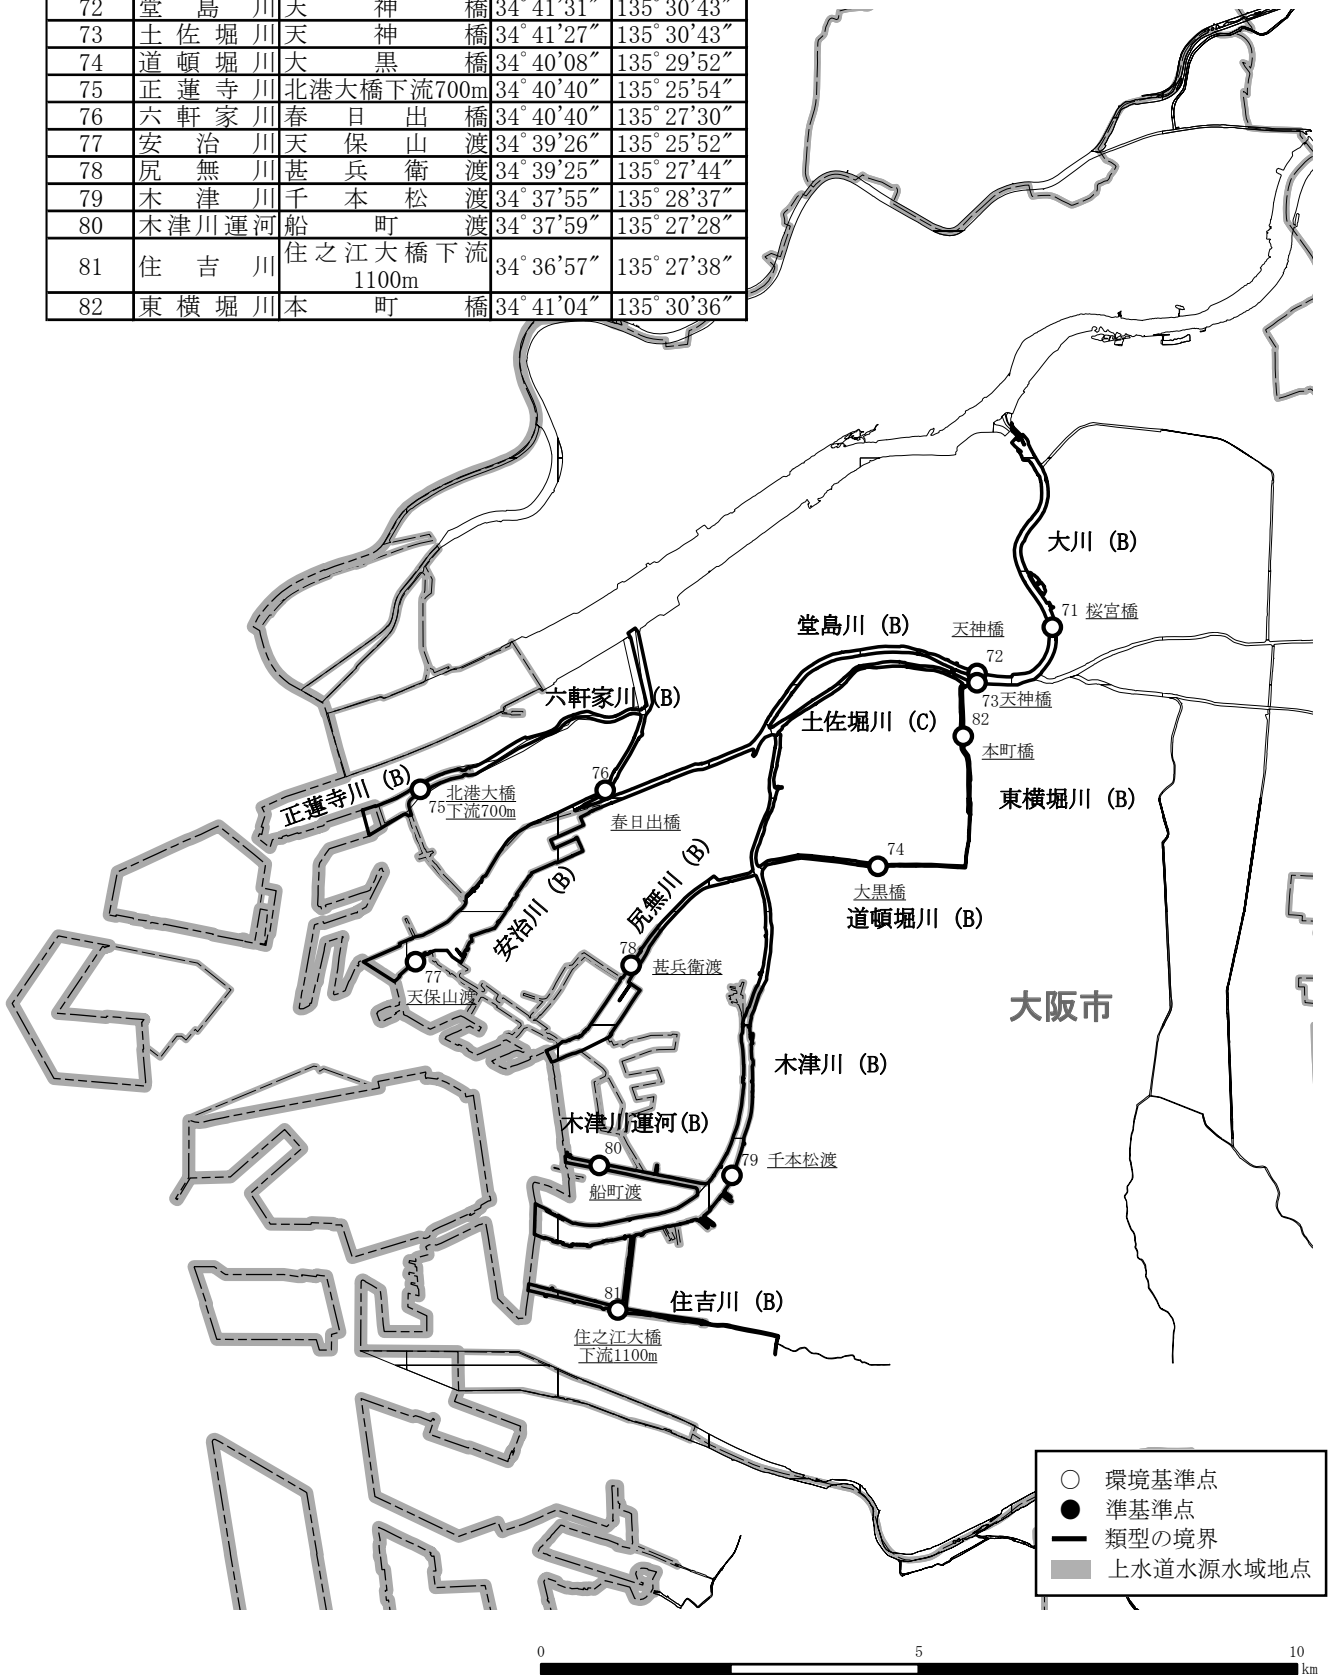 72 堂島川 天神橋 34°41'31″ 135°30'43″
73 土佐堀川 天神橋 34°41'27″ 135°30'43″
74 道頓堀川 大黒橋 34°40'08″ 135°29'52″
75 正蓮寺川 北港大橋下流700m 34°40'40″ 135°25'54″
76 六軒家川 春日出橋 34°40'40″ 135°27'30″
77 安治川 天保山渡 34°39'26″ 135°25'52″
78 尻無川 甚兵衛渡 34°39'25″ 135°27'44″
79 木津川 千本松渡 34°37'55″ 135°28'37″
80 木津川運河 船町渡 34°37'59″ 135°27'28″
81 住吉川 住之江大橋下流
1100m 34°36'57″ 135°27'38″
82 東横堀川 本町橋 34°41'04″ 135°30'36″
大川 (B)
71 桜宮橋
堂島川 (B)
天神橋
72
73天神橋
六軒家川 (B)
土佐堀川 (C)
82
本町橋
正蓮寺川 (B)
75
北港大橋
下流700m
76
春日出橋
東横堀川 (B)
74
大黒橋
道頓堀川 (B)
安治川 (B)
尻無川 (B)
78
甚兵衛渡
77
天保山渡
大阪市
木津川 (B)
木津川運河(B)
80
船町渡
79 千本松渡
81
住吉川 (B)
住之江大橋
下流1100m
○ 環境基準点
● 準基準点
類型の境界
上水道水源水域地点
0 5 10
km